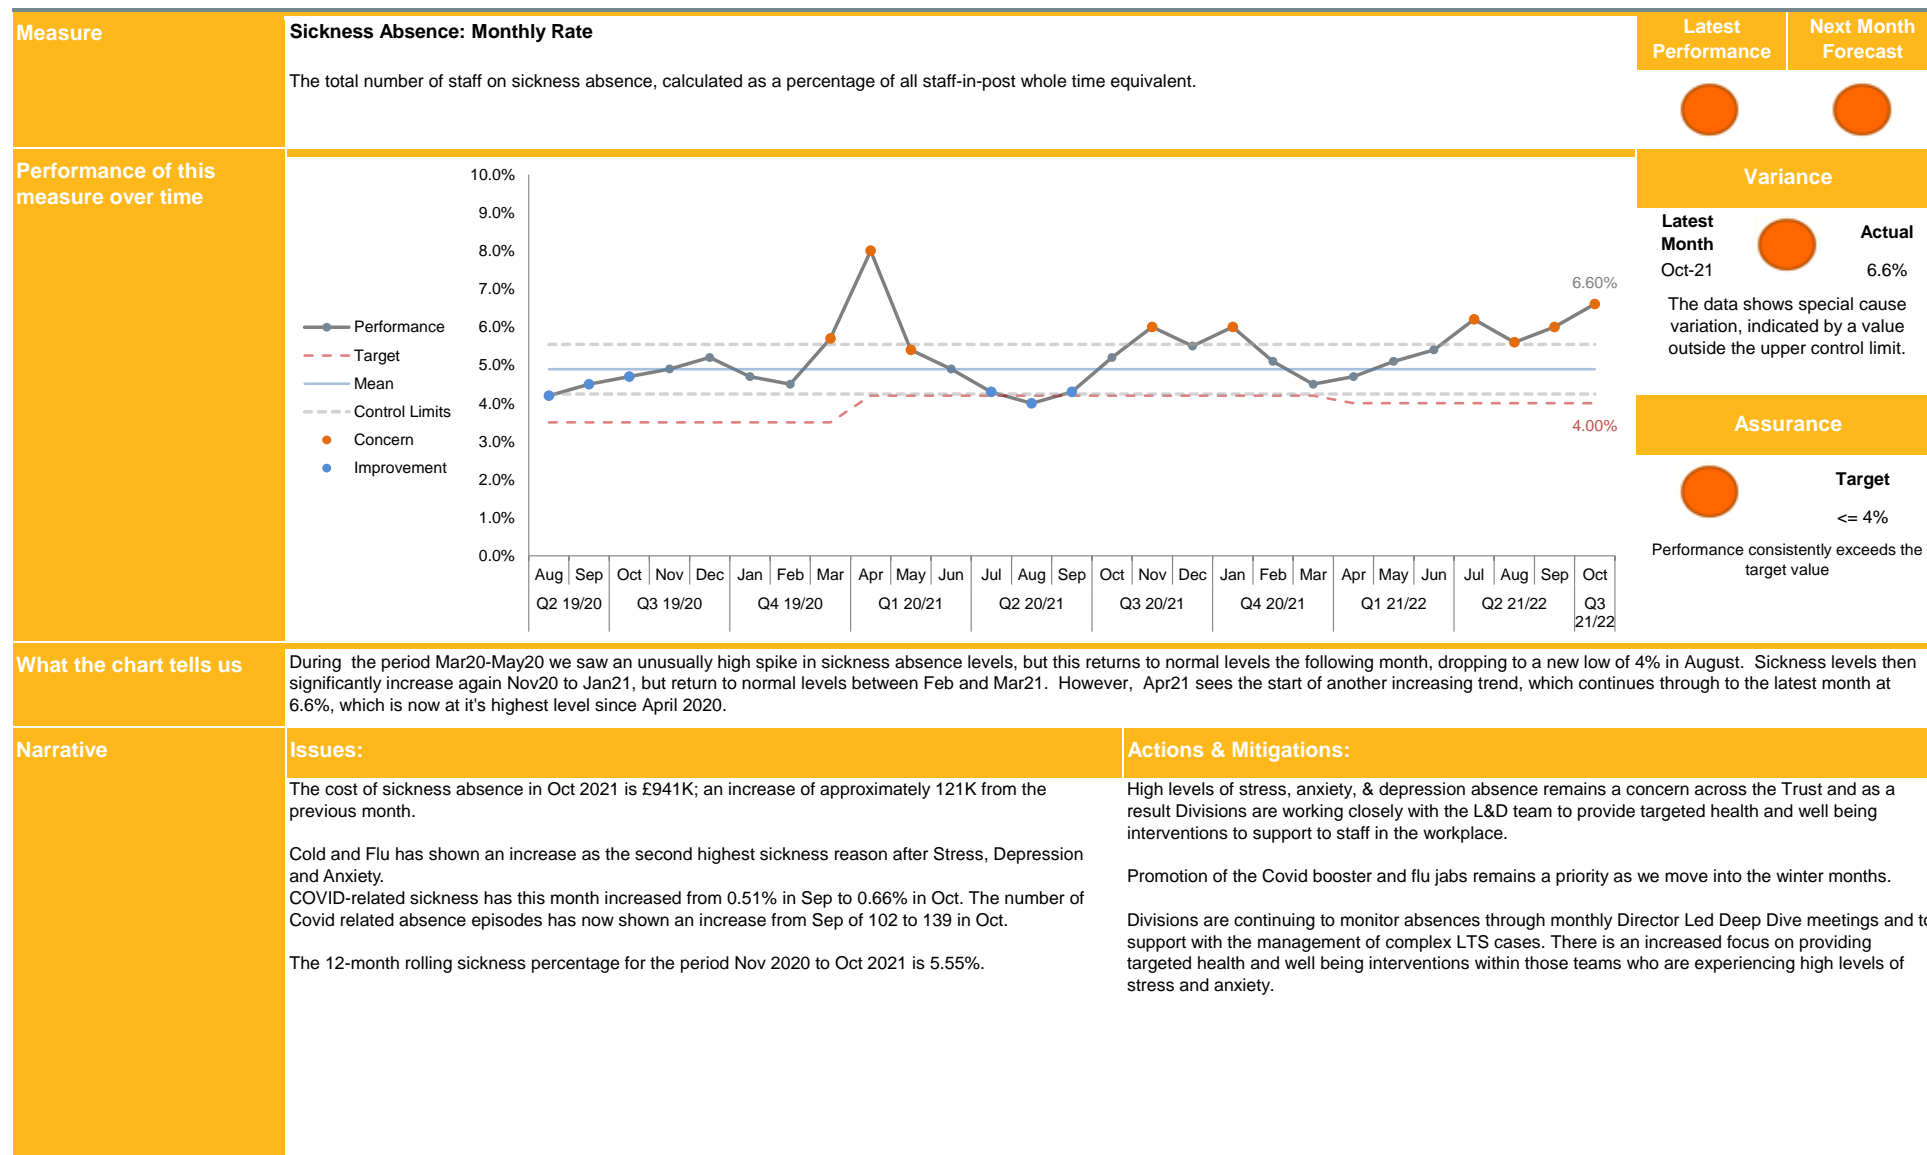 Measure
Sickness Absence: Monthly Rate
The total number of staff on sickness absence, calculated as a percentage of all staff-in-post whole time equivalent.
Latest Performance
Next Month Forecast
Performance of this
measure over time
10.0%
9.0%
8.0%
7.0%
6.0%
5.0%
4.0%
3.0%
2.0%
1.0%
0.0%
Performance
Target
Mean
Control Limits
Concern
Improvement
6.60%
4.00%
Aug Sep Oct Nov Dec Jan Feb Mar Apr May Jun Jul Aug Sep Oct Nov Dec Jan Feb Mar Apr May Jun Jul Aug Sep Oct
Q2 19/20 Q3 19/20 Q4 19/20 Q1 20/21 Q2 20/21 Q3 20/21 Q4 20/21 Q1 21/22 Q2 21/22 Q3
21/22
Variance
Latest
Month
Actual
Oct-21
6.6%
The data shows special cause
variation, indicated by a value
outside the upper control limit.
Assurance
Target
<= 4%
Performance consistently exceeds the
target value
What the chart tells us
During the period Mar20-May20 we saw an unusually high spike in sickness absence levels, but this returns to normal levels the following month, dropping to a new low of 4% in August. Sickness levels then
significantly increase again Nov20 to Jan21, but return to normal levels between Feb and Mar21. However, Apr21 sees the start of another increasing trend, which continues through to the latest month at
6.6%, which is now at it's highest level since April 2020.
Narrative
Issues:
The cost of sickness absence in Oct 2021 is £941K; an increase of approximately 121K from the
previous month.
Cold and Flu has shown an increase as the second highest sickness reason after Stress, Depression
and Anxiety.
COVID-related sickness has this month increased from 0.51% in Sep to 0.66% in Oct. The number of
Covid related absence episodes has now shown an increase from Sep of 102 to 139 in Oct.
The 12-month rolling sickness percentage for the period Nov 2020 to Oct 2021 is 5.55%.
Actions & Mitigations:
High levels of stress, anxiety, & depression absence remains a concern across the Trust and as a
result Divisions are working closely with the L&D team to provide targeted health and well being
interventions to support to staff in the workplace.
Promotion of the Covid booster and flu jabs remains a priority as we move into the winter months.
Divisions are continuing to monitor absences through monthly Director Led Deep Dive meetings and to
support with the management of complex LTS cases. There is an increased focus on providing
targeted health and well being interventions within those teams who are experiencing high levels of
stress and anxiety.